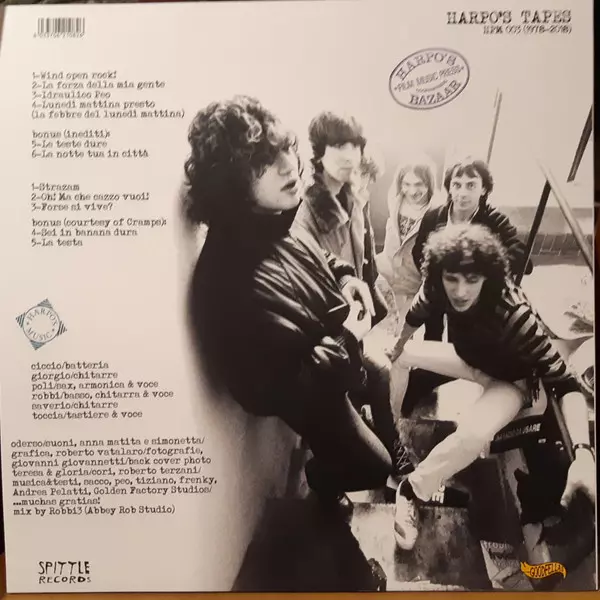 HARPO'S TAPES
HPM 003 (1978-2018)
HARPO'S
FILM MUSIC PRESS
BAZAAR
1-Wind open rock!
2-La forza della mia gente
3-Idraulico Peo
4-Lunedì mattina presto
(la febbre del lunedì mattina)
bonus (inediti):
5-Le teste dure
6-La notte tua in città
1-Strazam
2-Oh! Ma che cazzo vuoi!
3-Forse si vive?
bonus (courtesy of Cramps):
4-Sei in banana dura
5-La testa
HARPO'S
MUSIC
ciccio/batteria
giorgio/chitarre
poli/sax, armonica & voce
robbi/basso, chitarra & voce
saverio/chitarre
toccia/tastiere & voce
oderso/suoni, anna matita e simonetta/
grafica, roberto vatalaro/fotografie,
giovanni giovannetti/back cover photo
teresa & gloria/cori, roberto terzani/
musica&testi, sacco, peo, tiziano, frenky,
Andrea Pelatti, Golden Factory Studios/
...muchas gratias!
mix by Robbi3 (Abbey Rob Studio)
SPITTLE
RECORDS
GOODFELLAS